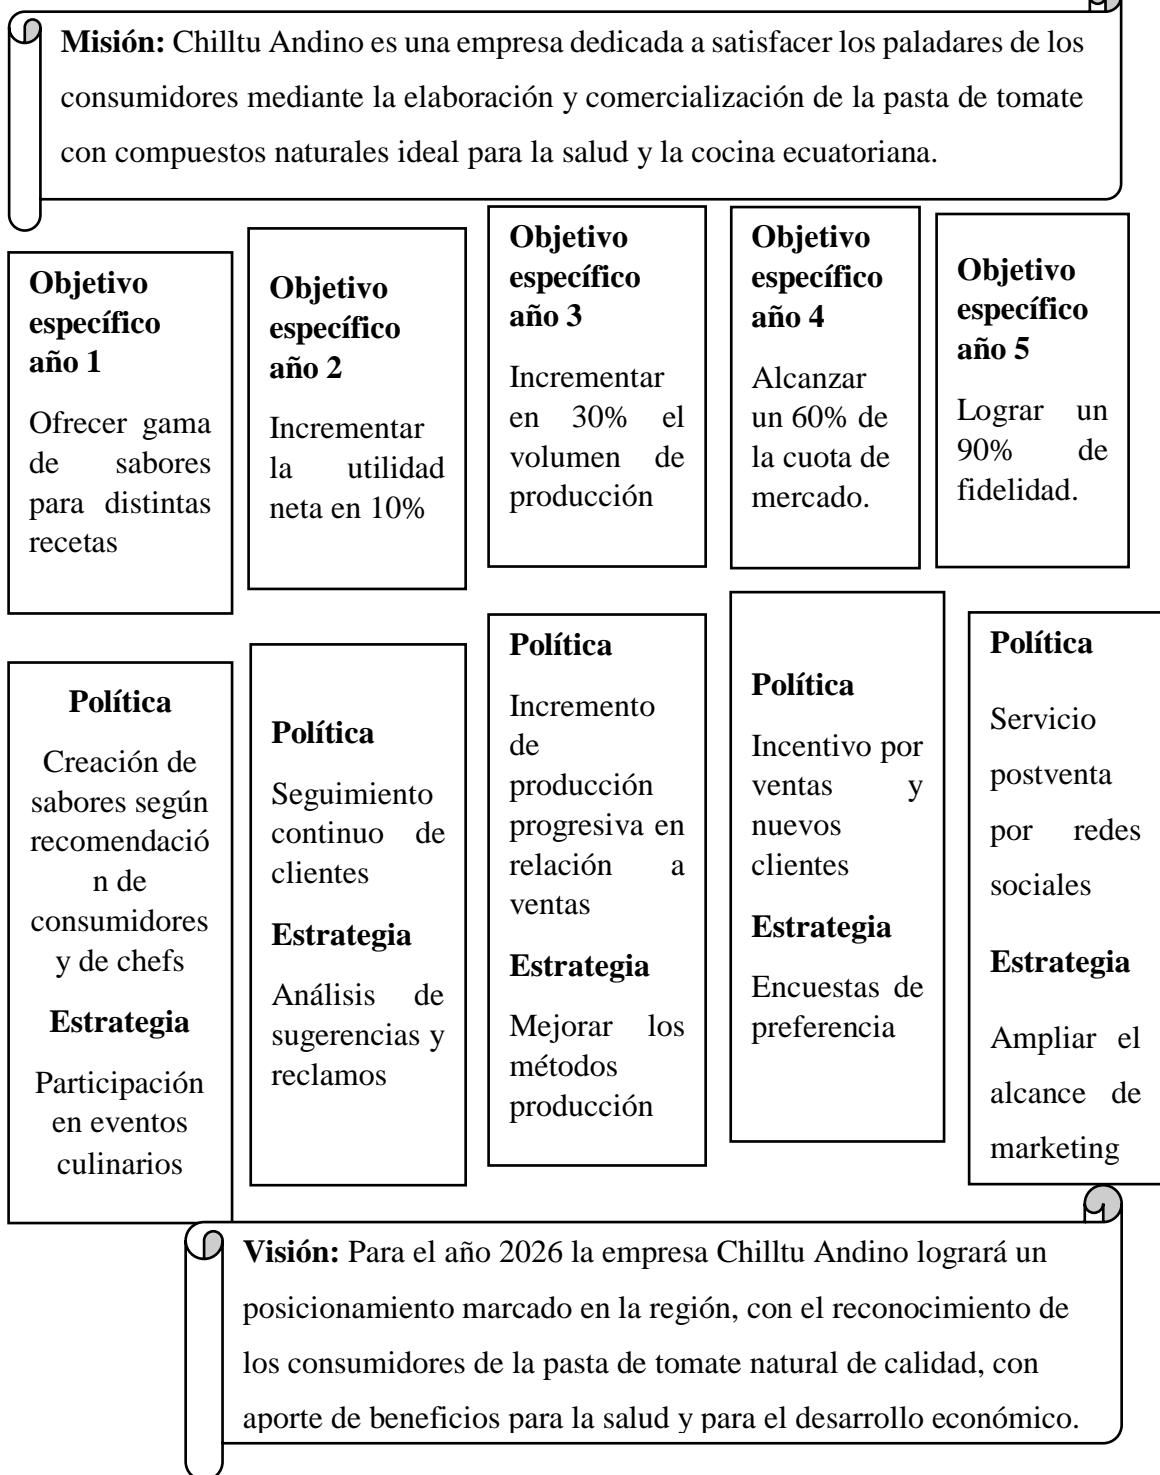 Misión: Chilltu Andino es una empresa dedicada a satisfacer los paladares de los
consumidores mediante la elaboración y comercialización de la pasta de tomate
con compuestos naturales ideal para la salud y la cocina ecuatoriana.
Objetivo
específico
año 1
Ofrecer gama
de sabores
para distintas
recetas
Objetivo
específico
año 2
Incrementar
la utilidad
neta en 10%
Objetivo
específico
año 3
Incrementar
en 30% el
volumen de
producción
Objetivo
específico
año 4
Alcanzar
un 60% de
la cuota de
mercado.
Objetivo
específico
año 5
Lograr un
90% de
fidelidad.
Política
Creación de
sabores según
recomendació
n de
consumidores
y de chefs
Estrategia
Participación
en eventos
culinarios
Política
Seguimiento
continuo de
clientes
Estrategia
Análisis de
sugerencias y
reclamos
Política
Incremento
de
producción
progresiva en
relación a
ventas
Estrategia
Mejorar los
métodos
producción
Política
Incentivo por
ventas y
nuevos
clientes
Estrategia
Encuestas de
preferencia
Política
Servicio
postventa
por redes
sociales
Estrategia
Ampliar el
alcance de
marketing
Visión: Para el año 2026 la empresa Chilltu Andino logrará un
posicionamiento marcado en la región, con el reconocimiento de
los consumidores de la pasta de tomate natural de calidad, con
aporte de beneficios para la salud y para el desarrollo económico.